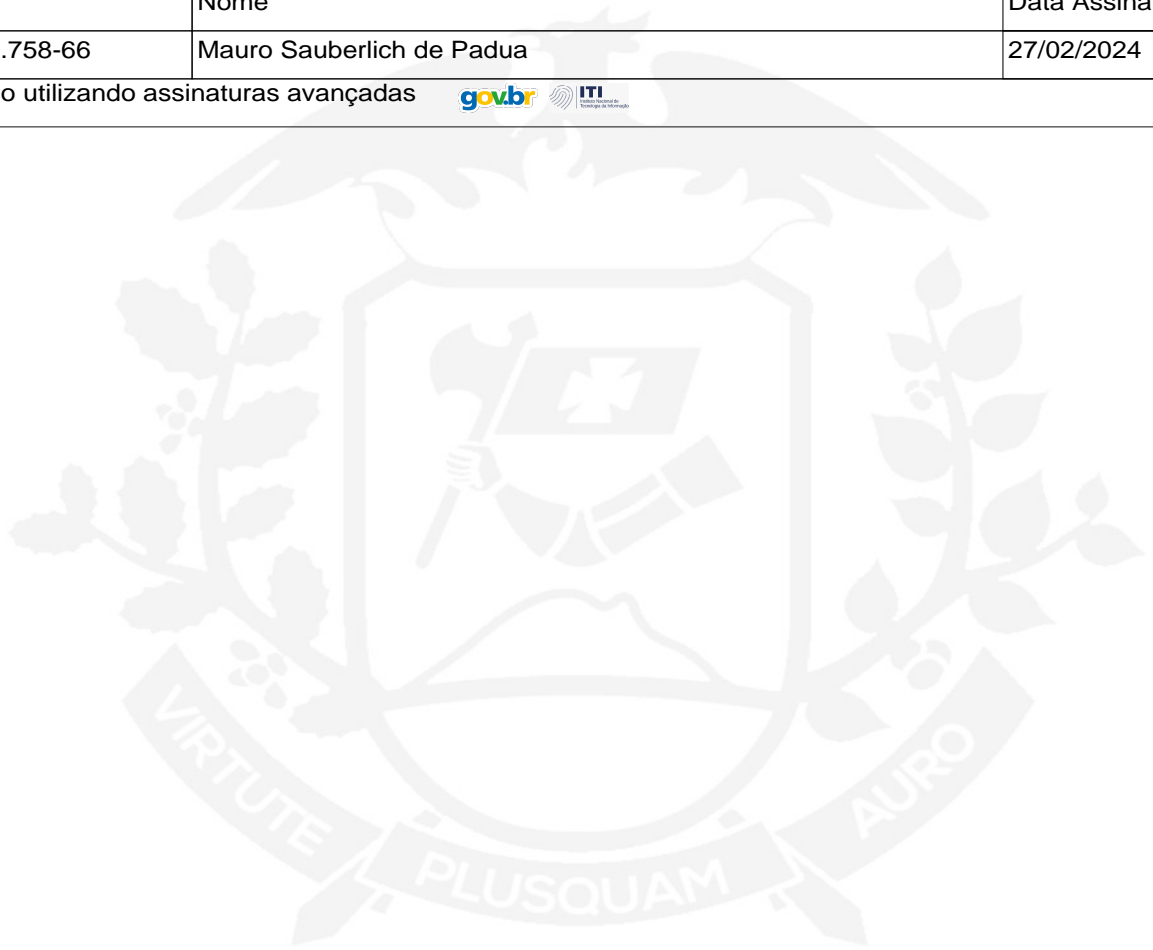 Nome Data Assina
.758-66 Mauro Sauberlich de Padua 27/02/2024
o utilizando assinaturas avançadas gov.br ITI
VIRTUTE PLUSQUAM AURO